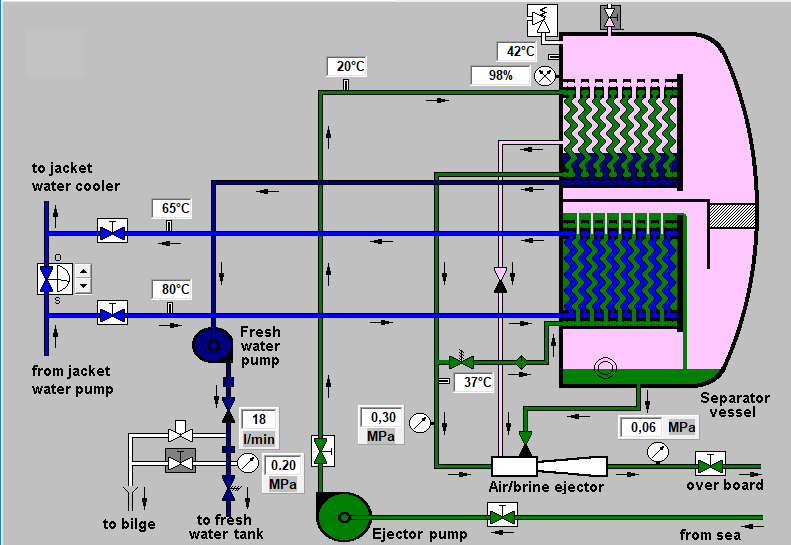 42°C
20°C
98%
to jacket
water cooler
65°C
O
S
80°C
from jacket
water pump
Fresh
water
pump
37°C
Separator
vessel
18
l/min
0,30
MPa
0,06 MPa
0.20
MPa
Air/brine ejector
over board
to bilge
to fresh
water tank
Ejector pump
from sea